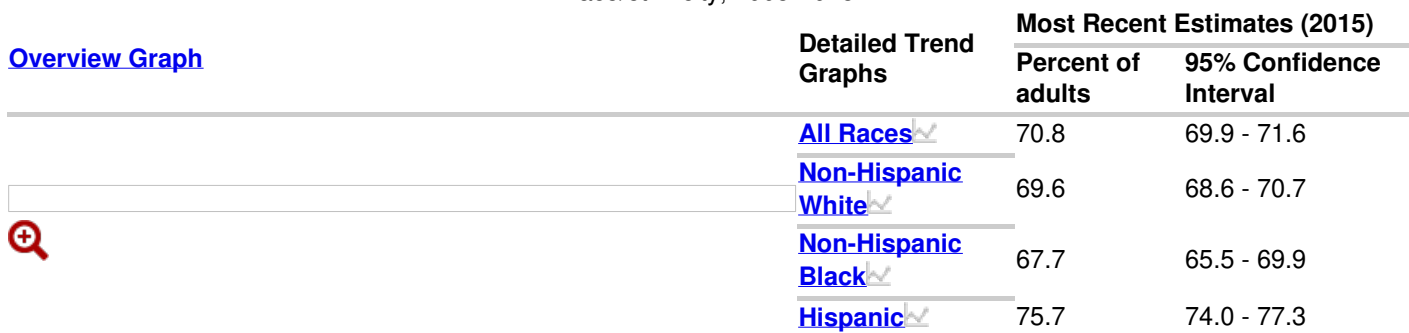 Most Recent Estimates (2015)
Overview Graph
Detailed Trend
Graphs
Percent of
adults
95% Confidence
Interval
All Races
70.8
69.9 - 71.6
Non-Hispanic
White
69.6
68.6 - 70.7
Non-Hispanic
Black
67.7
65.5 - 69.9
Hispanic
75.7
74.0 - 77.3